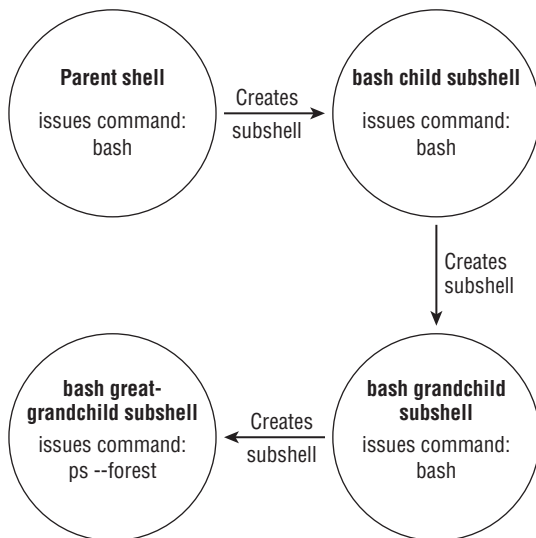 Parent shell
issues command:
bash
Creates
subshell
bash child subshell
issues command:
bash
Creates
subshell
bash grandchild
subshell
issues command:
bash
Creates
subshell
bash great-
grandchild subshell
issues command:
ps --forest